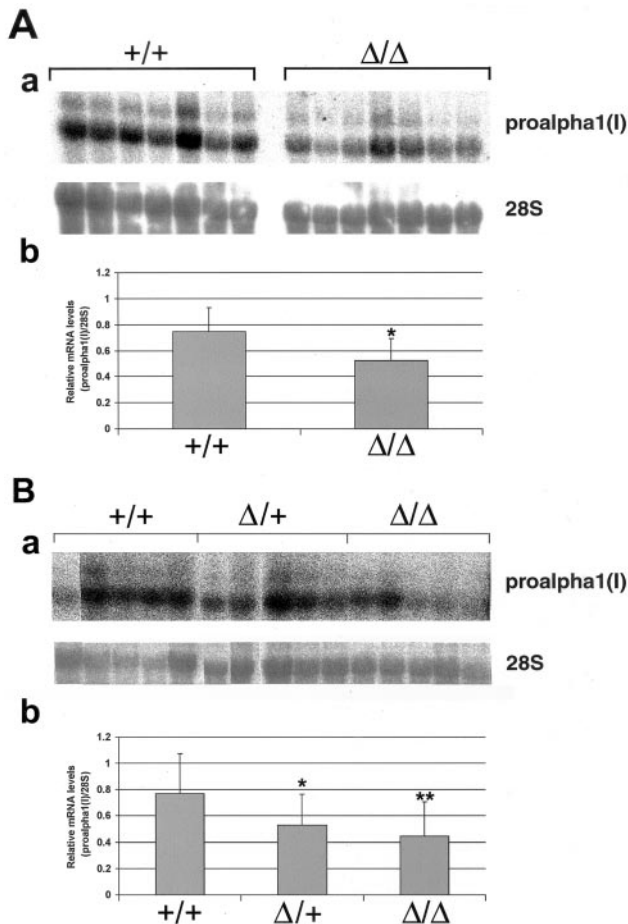 A
+/+ Δ/Δ
a
proalpha1(I)
28S
b
Relative mRNA levels
(proalpha1(I)/28S)
1.2
1
0.8
0.6
0.4
0.2
0
*
+/+ Δ/Δ
B
+/+ Δ/+ Δ/Δ
a
proalpha1(I)
28S
b
Relative mRNA levels
(proalpha1(I)/28S)
1.2
1
0.8
0.6
0.4
0.2
0
* **
+/+ Δ/+ Δ/Δ